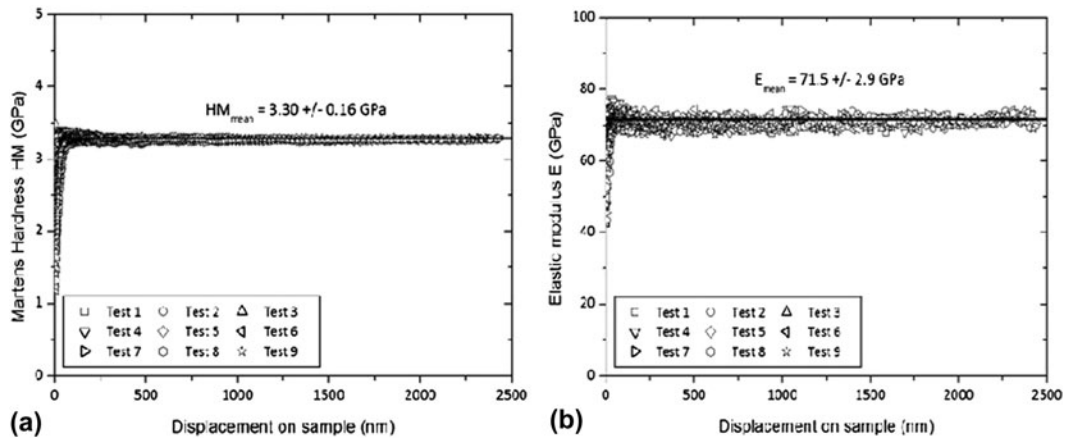 5
4
3
2
1
0
Martens Hardness HM (GPa)
HMmean = 3.30 +/- 0.16 GPa
Test 1 Test 2 Test 3
Test 4 Test 5 Test 6
Test 7 Test 8 Test 9
0 500 1000 1500 2000 2500
Displacement on sample (nm)
(a)
100
80
60
40
20
0
Elastic modulus E (GPa)
Emean = 71.5 +/- 2.9 GPa
Test 1 Test 2 Test 3
Test 4 Test 5 Test 6
Test 7 Test 8 Test 9
0 500 1000 1500 2000 2500
Displacement on sample (nm)
(b)